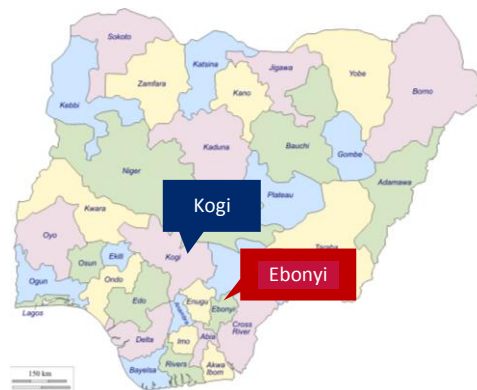 Sokoto
Katsina
Jigawa
Yobe
Borno
Zamfara
Kano
Kebbi
Kaduna
Bauchi
Gombe
Niger
Adamawa
Plateau
Kogi
Kwara
Oyo
Kogi
Ekiti
Osun
Ebonyi
Ogun
Ondo
Enugu
Ebonyi
Edo
Lagos
Cross
River
Delta
Imo
Abia
Akwa
Ibom
Bayelsa
Rivers
150 km